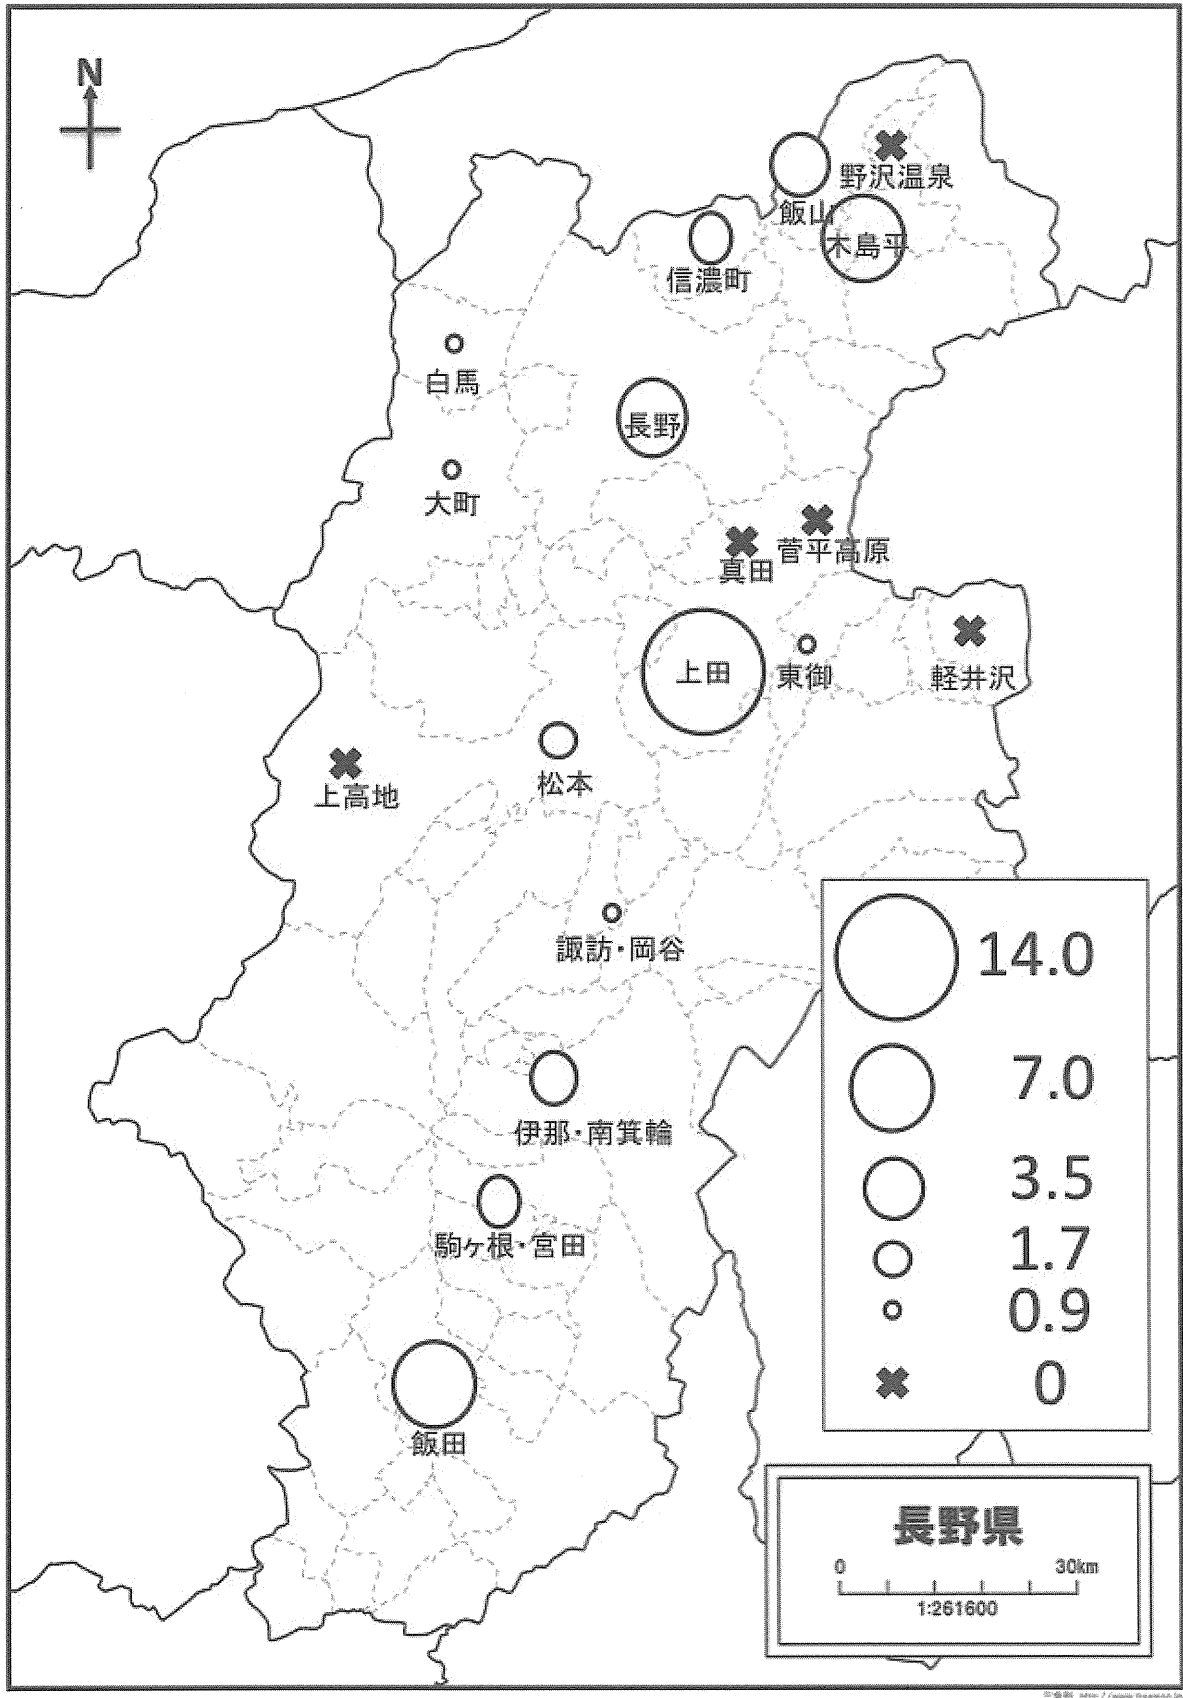 N
野沢温泉
飯山
木島平
信濃町
白馬
長野
大町
菅平高原
真田
上田
東御
軽井沢
松本
上高地
諏訪・岡谷
伊那・南箕輪
駒ヶ根・宮田
飯田
14.0
7.0
3.5
1.7
0.9
0
長野県
0 30km
1:261600